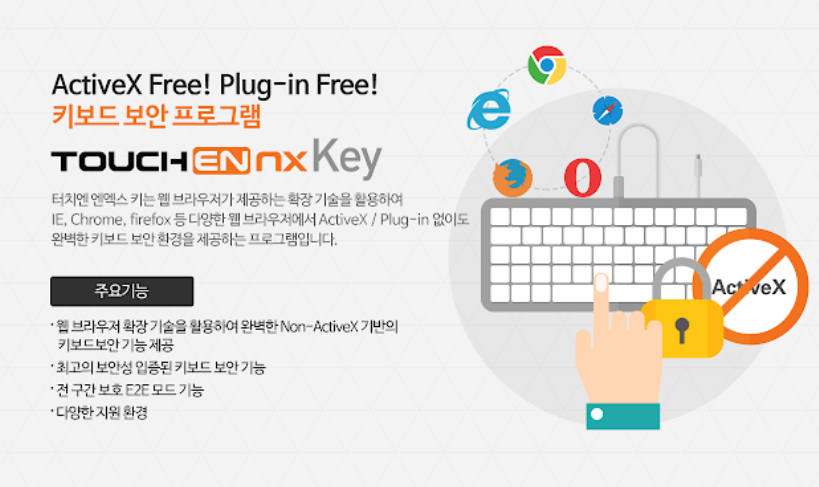 ActiveX Free! Plug-in Free!
키보드 보안 프로그램
TOUCHEN nx Key
터치엔 엔엑스 키는 웹 브라우저가 제공하는 확장 기술을 활용하여
IE, Chrome, firefox 등 다양한 웹 브라우저에서 ActiveX / Plug-in 없이도
완벽한 키보드 보안 환경을 제공하는 프로그램입니다.
주요기능
· 웹 브라우저 확장 기술을 활용하여 완벽한 Non-ActiveX 기반의
키보드보안 기능 제공
· 최고의 보안성 입증된 키보드 보안 기능
· 전 구간 보호 E2E 모드 기능
· 다양한 지원 환경
ActiveX